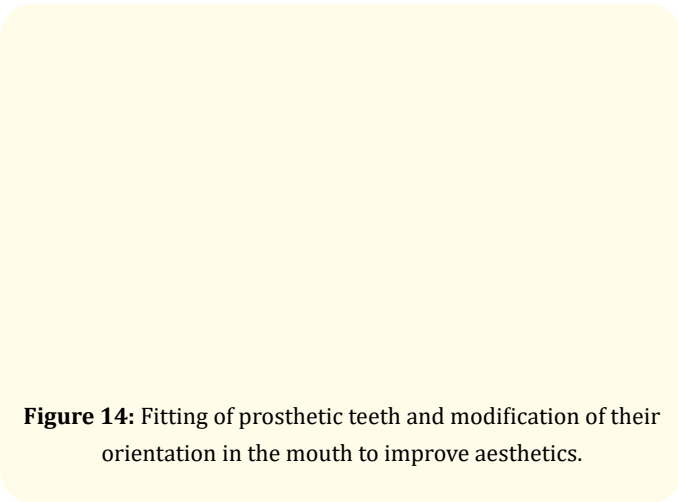 Figure 14: Fitting of prosthetic teeth and modification of their
orientation in the mouth to improve aesthetics.